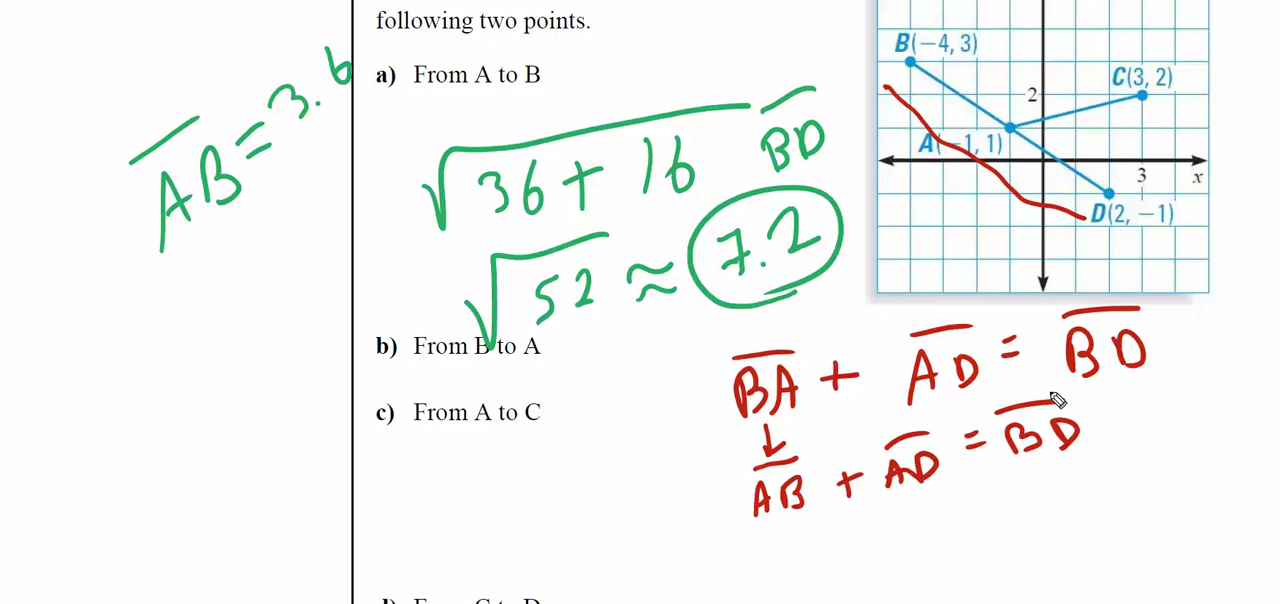 following two points.
a) From A to B
AB = 3.6
√36 + 16 BD
√52 ≈ 7.2
b) From B to A
c) From A to C
B(−4, 3)
C(3, 2)
2
A(−1, 1)
3
x
D(2, −1)
BA + AD = BD
↓
AB + AD = BD